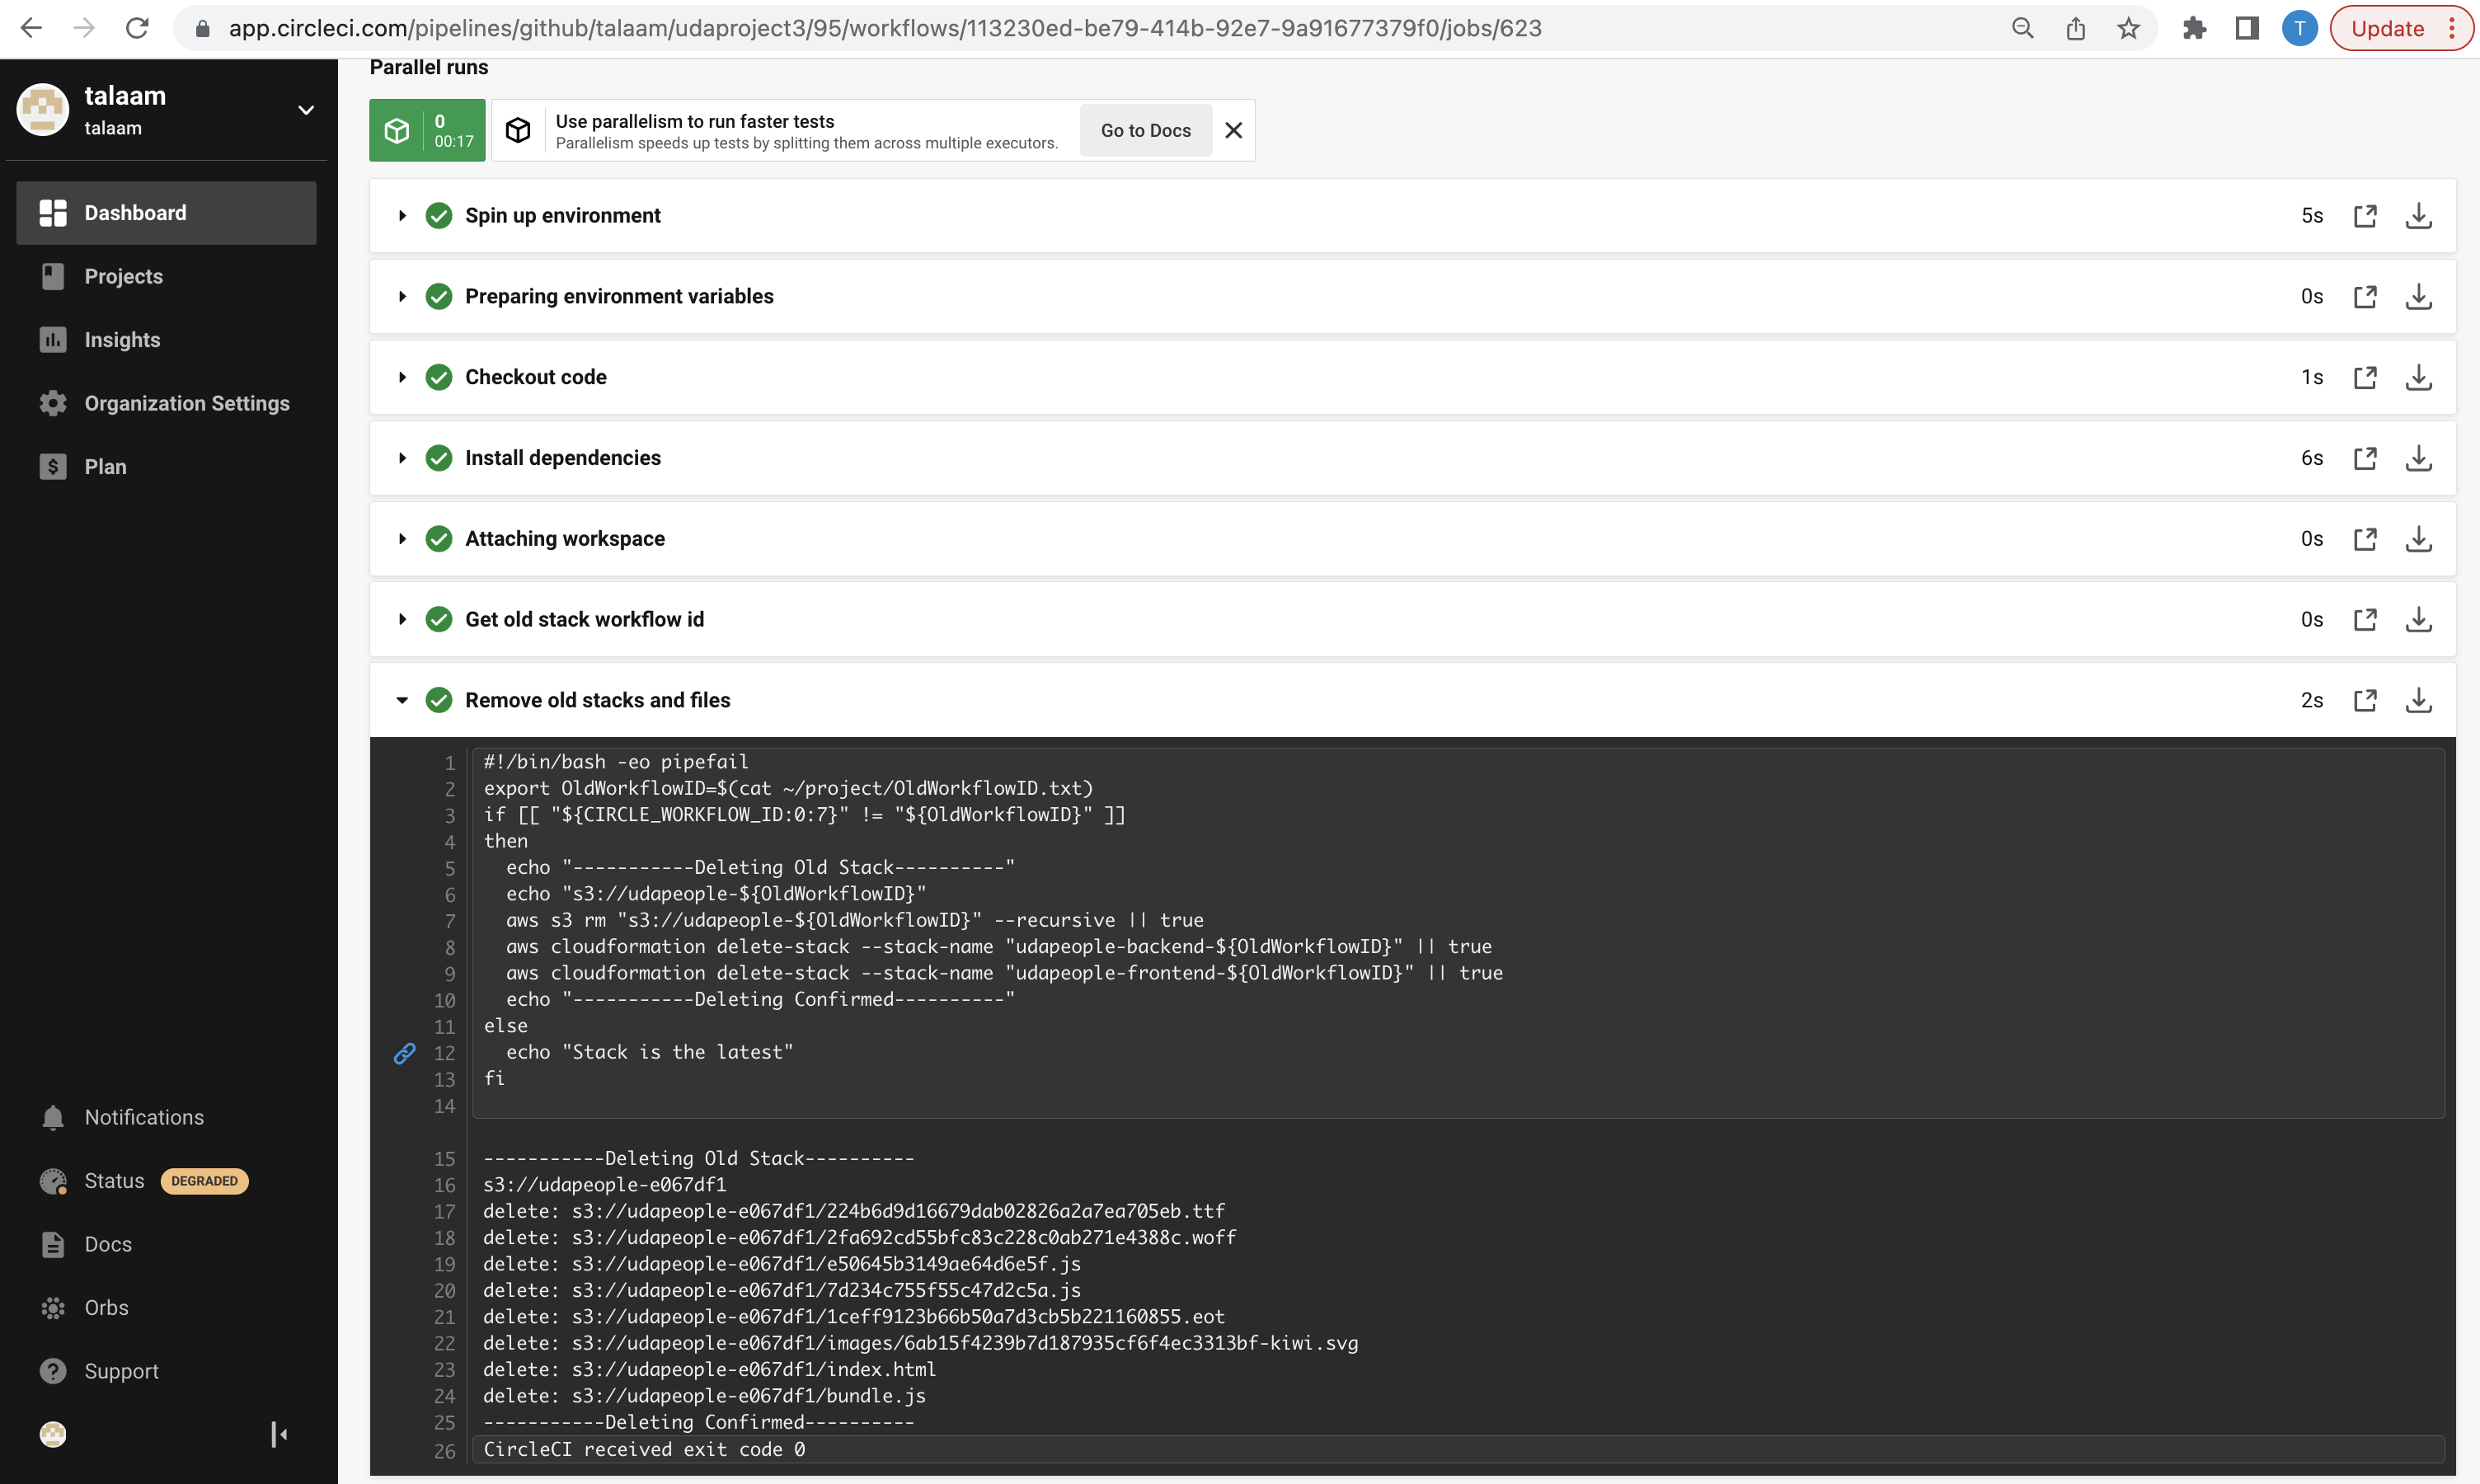 app.circleci.com/pipelines/github/talaam/udaproject3/95/workflows/113230ed-be79-414b-92e7-9a91677379f0/jobs/623
T
Update
talaam
talaam
Dashboard
Projects
Insights
Organization Settings
Plan
Notifications
Status DEGRADED
Docs
Orbs
Support
Parallel runs
0
00:17
Use parallelism to run faster tests
Parallelism speeds up tests by splitting them across multiple executors.
Go to Docs
Spin up environment 5s
Preparing environment variables 0s
Checkout code 1s
Install dependencies 6s
Attaching workspace 0s
Get old stack workflow id 0s
Remove old stacks and files 2s
1 #!/bin/bash -eo pipefail
2 export OldWorkflowID=$(cat ~/project/OldWorkflowID.txt)
3 if [[ "${CIRCLE_WORKFLOW_ID:0:7}" != "${OldWorkflowID}" ]]
4 then
5   echo "-----------Deleting Old Stack----------"
6   echo "s3://udapeople-${OldWorkflowID}"
7   aws s3 rm "s3://udapeople-${OldWorkflowID}" --recursive || true
8   aws cloudformation delete-stack --stack-name "udapeople-backend-${OldWorkflowID}" || true
9   aws cloudformation delete-stack --stack-name "udapeople-frontend-${OldWorkflowID}" || true
10   echo "-----------Deleting Confirmed----------"
11 else
12   echo "Stack is the latest"
13 fi
14
15 -----------Deleting Old Stack----------
16 s3://udapeople-e067df1
17 delete: s3://udapeople-e067df1/224b6d9d16679dab02826a2a7ea705eb.ttf
18 delete: s3://udapeople-e067df1/2fa692cd55bfc83c228c0ab271e4388c.woff
19 delete: s3://udapeople-e067df1/e50645b3149ae64d6e5f.js
20 delete: s3://udapeople-e067df1/7d234c755f55c47d2c5a.js
21 delete: s3://udapeople-e067df1/1ceff9123b66b50a7d3cb5b221160855.eot
22 delete: s3://udapeople-e067df1/images/6ab15f4239b7d187935cf6f4ec3313bf-kiwi.svg
23 delete: s3://udapeople-e067df1/index.html
24 delete: s3://udapeople-e067df1/bundle.js
25 -----------Deleting Confirmed----------
26 CircleCI received exit code 0